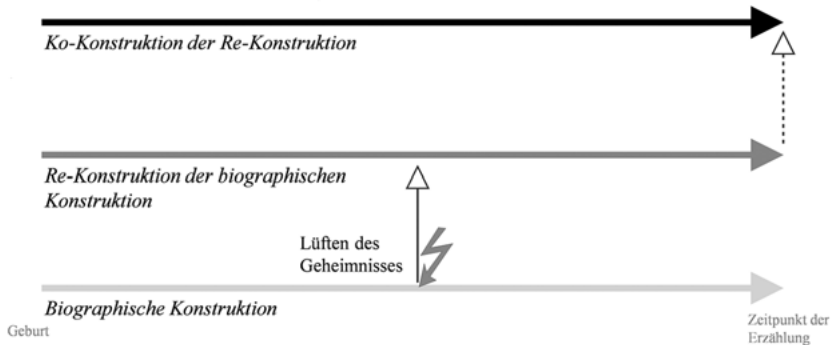 Ko-Konstruktion der Re-Konstruktion
Re-Konstruktion der biographischen
Konstruktion
Lüften des
Geheimnisses
Biographische Konstruktion
Geburt
Zeitpunkt der
Erzählung